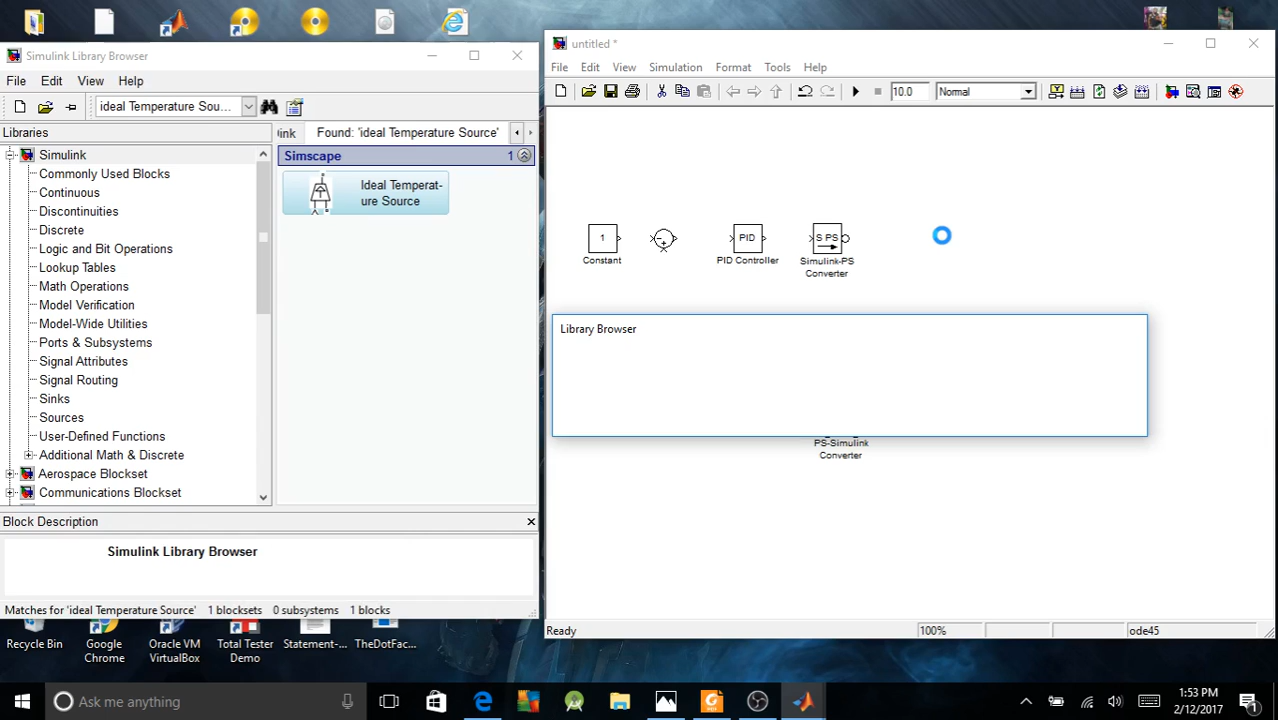 Simulink Library Browser
File Edit View Help
ideal Temperature Sou...
Libraries
Simulink
Commonly Used Blocks
Continuous
Discontinuities
Discrete
Logic and Bit Operations
Lookup Tables
Math Operations
Model Verification
Model-Wide Utilities
Ports & Subsystems
Signal Attributes
Signal Routing
Sinks
Sources
User-Defined Functions
Additional Math & Discrete
Aerospace Blockset
Communications Blockset
ink Found: 'ideal Temperature Source'
Simscape 1
Ideal Temperat-
ure Source
Block Description
Simulink Library Browser
Matches for 'ideal Temperature Source' 1 blocksets 0 subsystems 1 blocks
untitled *
File Edit View Simulation Format Tools Help
10.0 Normal
1
Constant
PID
PID Controller
S PS
Simulink-PS
Converter
Library Browser
PS-Simulink
Converter
Ready 100% ode45
Recycle Bin
Google
Chrome
Oracle VM
VirtualBox
Total Tester
Demo
Statement-...
TheDotFac...
Ask me anything
1:53 PM
2/12/2017